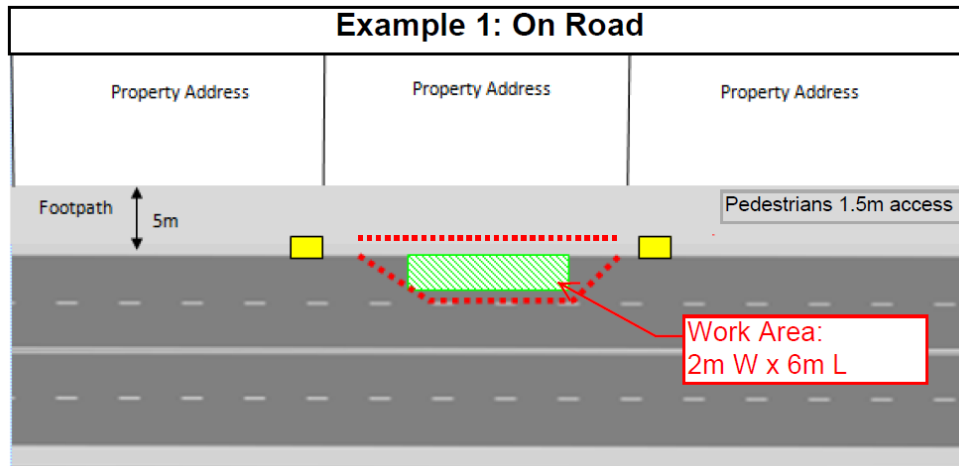 Example 1: On Road
Property Address
Property Address
Property Address
Footpath
5m
Pedestrians 1.5m access
Work Area:
2m W x 6m L